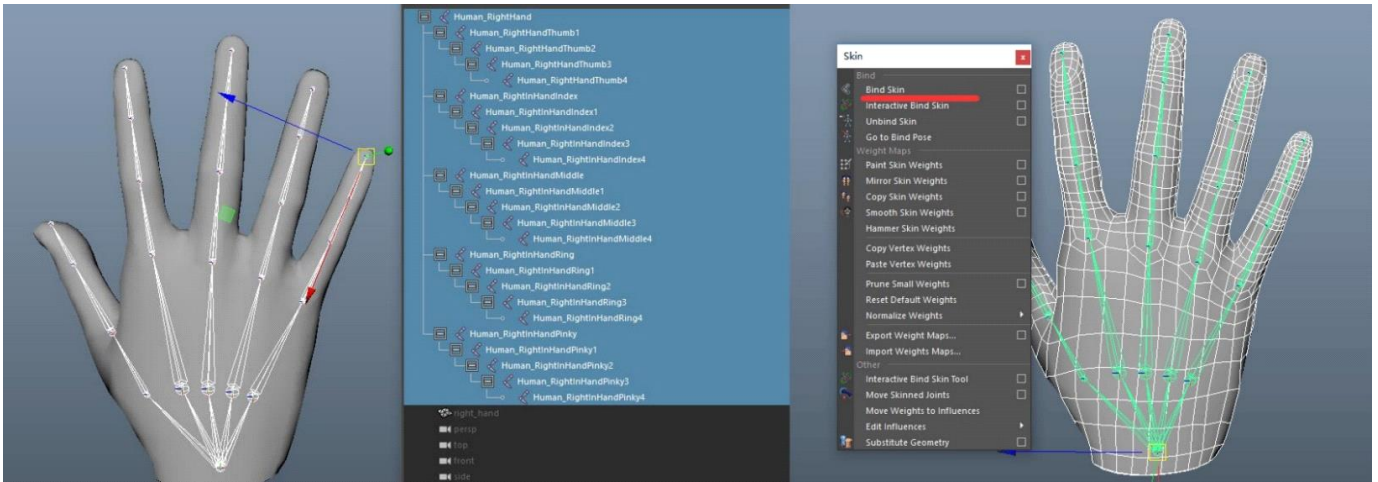 Human_RightHand
Human_RightHandThumb1
Human_RightHandThumb2
Human_RightHandThumb3
Human_RightHandThumb4
Human_RightInHandIndex
Human_RightInHandIndex1
Human_RightInHandIndex2
Human_RightInHandIndex3
Human_RightInHandIndex4
Human_RightInHandMiddle
Human_RightInHandMiddle1
Human_RightInHandMiddle2
Human_RightInHandMiddle3
Human_RightInHandMiddle4
Human_RightInHandRing
Human_RightInHandRing1
Human_RightInHandRing2
Human_RightInHandRing3
Human_RightInHandRing4
Human_RightInHandPinky
Human_RightInHandPinky1
Human_RightInHandPinky2
Human_RightInHandPinky3
Human_RightInHandPinky4
right_hand
persp
top
front
side
Skin
Bind
Bind Skin
Interactive Bind Skin
Unbind Skin
Go to Bind Pose
Weight Maps
Paint Skin Weights
Mirror Skin Weights
Copy Skin Weights
Smooth Skin Weights
Hammer Skin Weights
Copy Vertex Weights
Paste Vertex Weights
Prune Small Weights
Reset Default Weights
Normalize Weights
Export Weight Maps...
Import Weights Maps...
Other
Interactive Bind Skin Tool
Move Skinned Joints
Move Weights to Influences
Edit Influences
Substitute Geometry